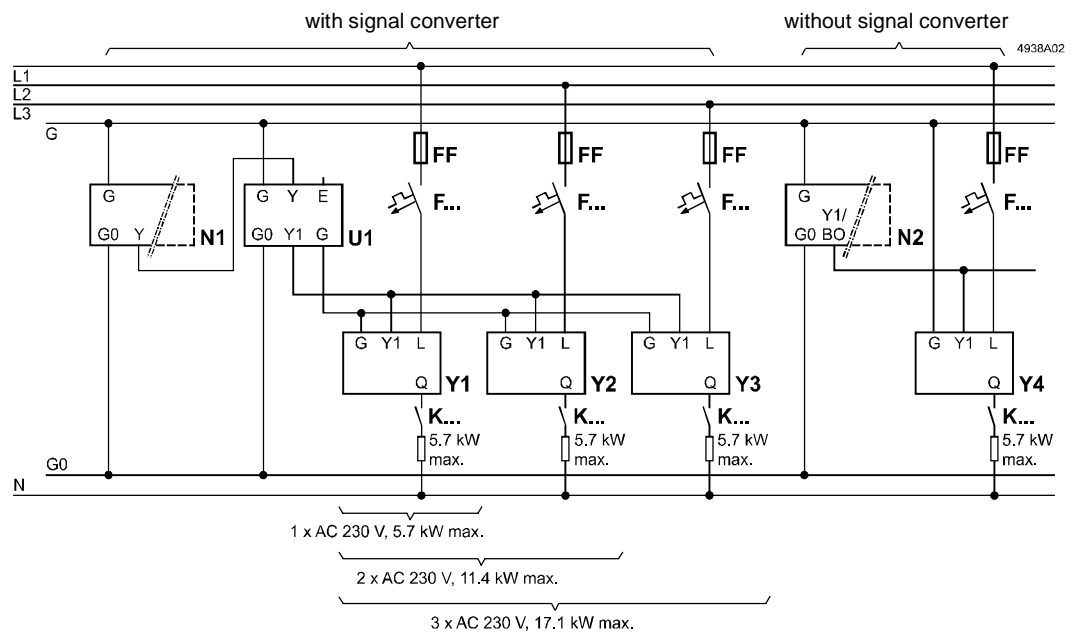 with signal converter
without signal converter
4938A02
L1
L2
L3
G
FF
FF
FF
FF
G
G Y E
F...
F...
F...
G
Y1/
F...
G0 Y
N1
G0 Y1 G
U1
G0 BO
N2
G Y1 L
G Y1 L
G Y1 L
G Y1 L
Q
Y1
Q
Y2
Q
Y3
Q
Y4
K...
K...
K...
K...
5.7 kW
max.
5.7 kW
max.
5.7 kW
max.
5.7 kW
max.
G0
N
1 x AC 230 V, 5.7 kW max.
2 x AC 230 V, 11.4 kW max.
3 x AC 230 V, 17.1 kW max.